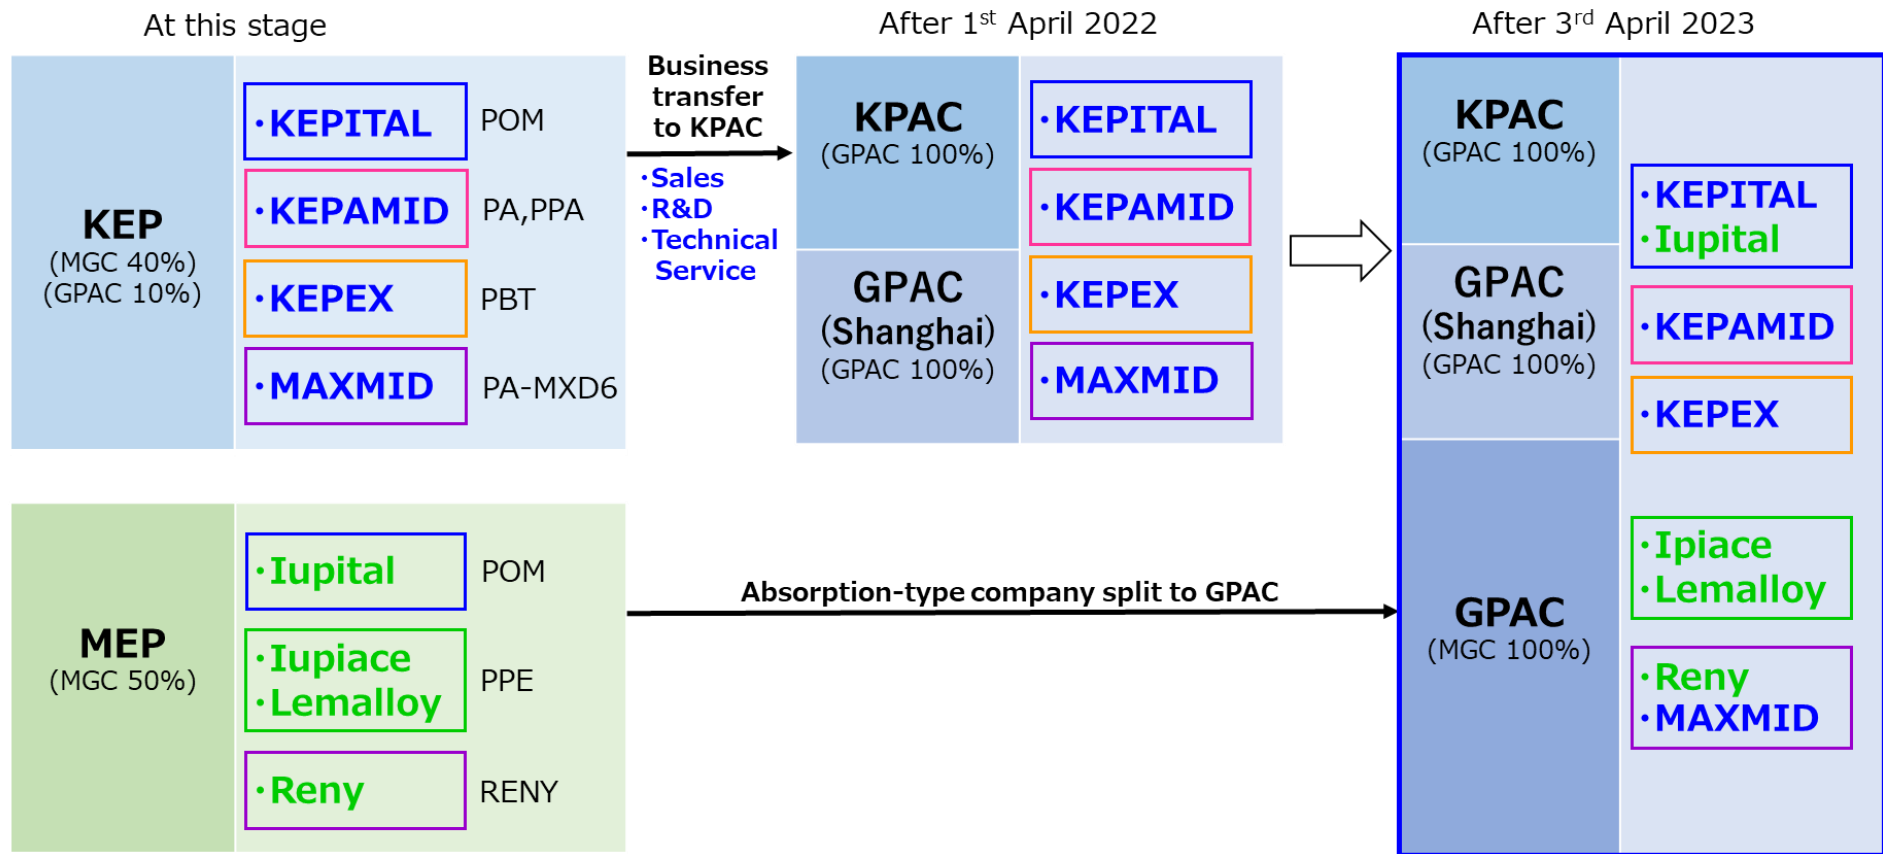 At this stage
KEP
(MGC 40%)
(GPAC 10%)
・KEPITAL
POM
・KEPAMID
PA,PPA
・KEPEX
PBT
・MAXMID
PA-MXD6
Business
transfer
to KPAC
・Sales
・R&D
・Technical
Service
After 1st April 2022
KPAC
(GPAC 100%)
GPAC
(Shanghai)
(GPAC 100%)
・KEPITAL
・KEPAMID
・KEPEX
・MAXMID
MEP
(MGC 50%)
・Iupital
POM
・Iupiace
・Lemalloy
PPE
・Reny
RENY
Absorption-type company split to GPAC
After 3rd April 2023
KPAC
(GPAC 100%)
GPAC
(Shanghai)
(GPAC 100%)
GPAC
(MGC 100%)
・KEPITAL
・Iupital
・KEPAMID
・KEPEX
・Ipiace
・Lemalloy
・Reny
・MAXMID